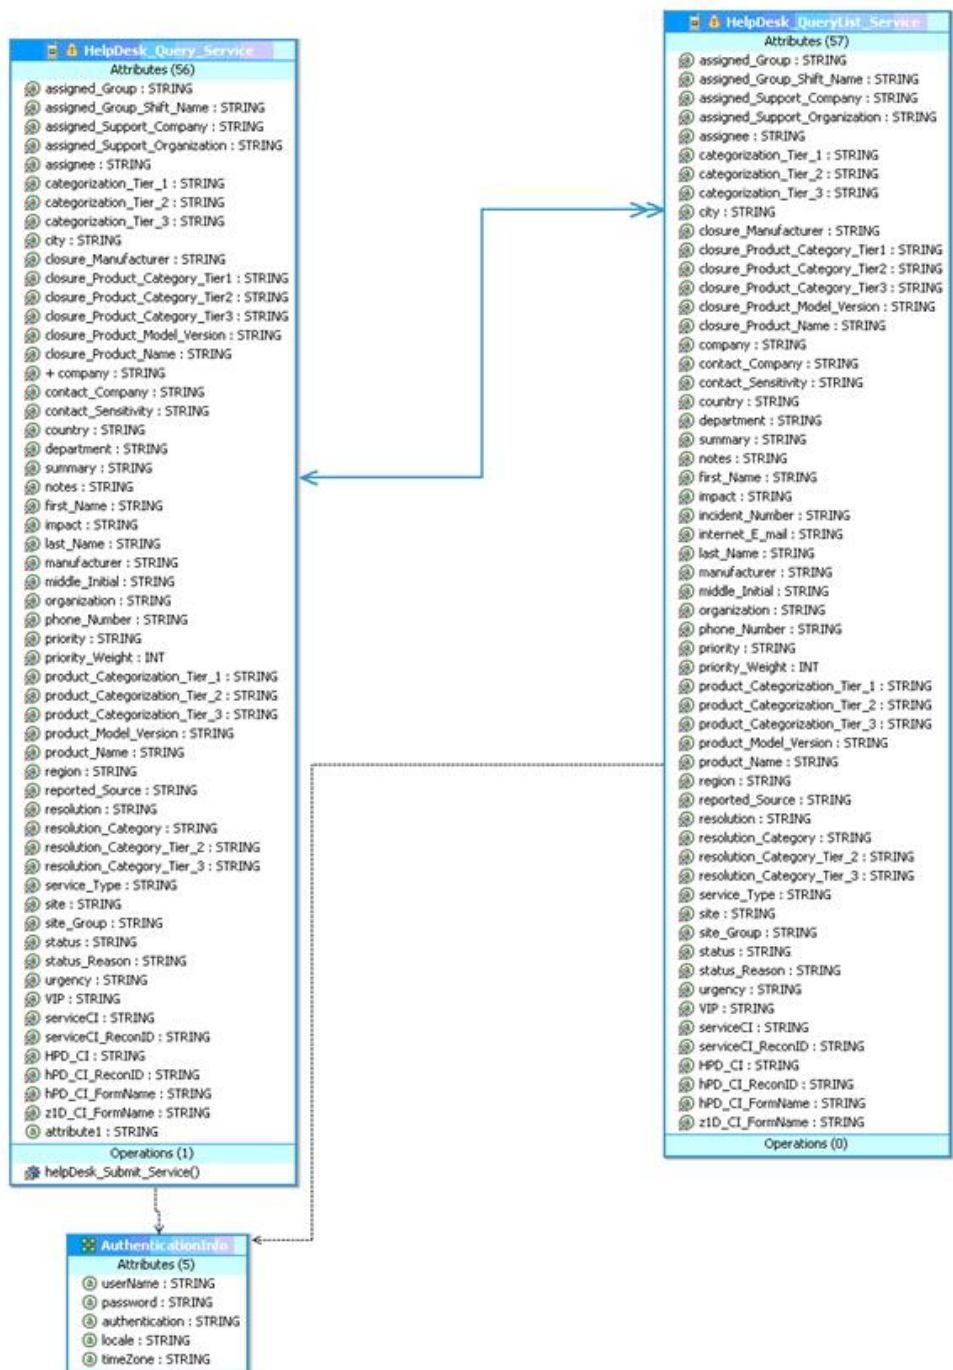 HelpDesk_Query_Service
Attributes (56)
assigned_Group : STRING
assigned_Group_Shift_Name : STRING
assigned_Support_Company : STRING
assigned_Support_Organization : STRING
assignee : STRING
categorization_Tier_1 : STRING
categorization_Tier_2 : STRING
categorization_Tier_3 : STRING
city : STRING
closure_Manufacturer : STRING
closure_Product_Category_Tier1 : STRING
closure_Product_Category_Tier2 : STRING
closure_Product_Category_Tier3 : STRING
closure_Product_Model_Version : STRING
closure_Product_Name : STRING
+ company : STRING
contact_Company : STRING
contact_Sensitivity : STRING
country : STRING
department : STRING
summary : STRING
notes : STRING
first_Name : STRING
impact : STRING
last_Name : STRING
manufacturer : STRING
middle_Initial : STRING
organization : STRING
phone_Number : STRING
priority : STRING
priority_Weight : INT
product_Categorization_Tier_1 : STRING
product_Categorization_Tier_2 : STRING
product_Categorization_Tier_3 : STRING
product_Model_Version : STRING
product_Name : STRING
region : STRING
reported_Source : STRING
resolution : STRING
resolution_Category : STRING
resolution_Category_Tier_2 : STRING
resolution_Category_Tier_3 : STRING
service_Type : STRING
site : STRING
site_Group : STRING
status : STRING
status_Reason : STRING
urgency : STRING
VIP : STRING
serviceCI : STRING
serviceCI_ReconID : STRING
HPD_CI : STRING
hPD_CI_ReconID : STRING
hPD_CI_FormName : STRING
z1D_CI_FormName : STRING
attribute1 : STRING
Operations (1)
helpDesk_Submit_Service()
HelpDesk_QueryList_Service
Attributes (57)
assigned_Group : STRING
assigned_Group_Shift_Name : STRING
assigned_Support_Company : STRING
assigned_Support_Organization : STRING
assignee : STRING
categorization_Tier_1 : STRING
categorization_Tier_2 : STRING
categorization_Tier_3 : STRING
city : STRING
closure_Manufacturer : STRING
closure_Product_Category_Tier1 : STRING
closure_Product_Category_Tier2 : STRING
closure_Product_Category_Tier3 : STRING
closure_Product_Model_Version : STRING
closure_Product_Name : STRING
company : STRING
contact_Company : STRING
contact_Sensitivity : STRING
country : STRING
department : STRING
summary : STRING
notes : STRING
first_Name : STRING
impact : STRING
incident_Number : STRING
internet_E_mail : STRING
last_Name : STRING
manufacturer : STRING
middle_Initial : STRING
organization : STRING
phone_Number : STRING
priority : STRING
priority_Weight : INT
product_Categorization_Tier_1 : STRING
product_Categorization_Tier_2 : STRING
product_Categorization_Tier_3 : STRING
product_Model_Version : STRING
product_Name : STRING
region : STRING
reported_Source : STRING
resolution : STRING
resolution_Category : STRING
resolution_Category_Tier_2 : STRING
resolution_Category_Tier_3 : STRING
service_Type : STRING
site : STRING
site_Group : STRING
status : STRING
status_Reason : STRING
urgency : STRING
VIP : STRING
serviceCI : STRING
serviceCI_ReconID : STRING
HPD_CI : STRING
hPD_CI_ReconID : STRING
hPD_CI_FormName : STRING
z1D_CI_FormName : STRING
Operations (0)
AuthenticationInfo
Attributes (5)
userName : STRING
password : STRING
authentication : STRING
locale : STRING
timeZone : STRING